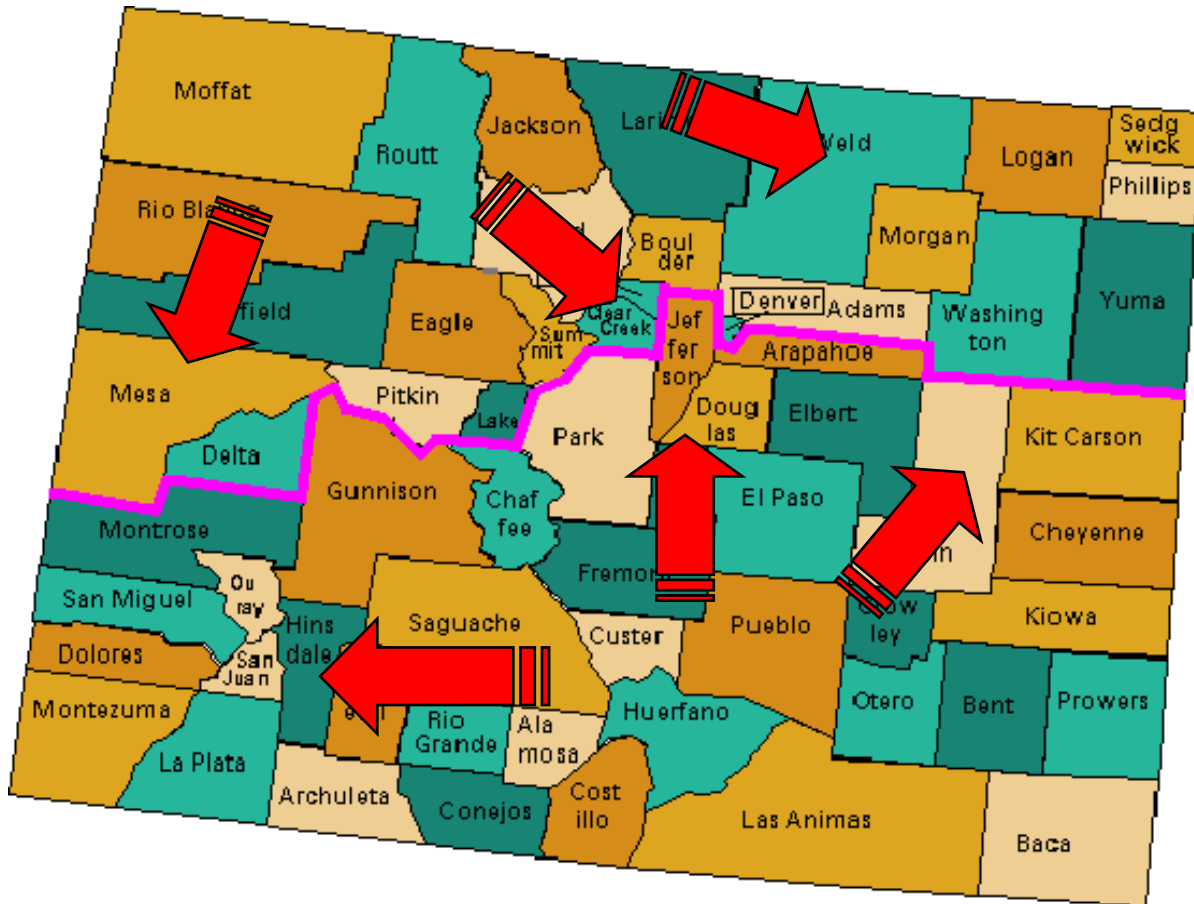 Moffat
Routt
Jackson
Lari
Weld
Logan
Sedg
wick
Phillips
Rio Bla
Boul
der
Morgan
field
Eagle
Sum
mit
Clear
Creek
Jef
fer
son
Denver
Adams
Washing
ton
Yuma
Arapahoe
Mesa
Pitkin
Lake
Park
Doug
las
Elbert
Kit Carson
Delta
Gunnison
Chaf
fee
El Paso
Montrose
Cheyenne
Fremon
San Miguel
Ou
ray
Hins
dale
Saguache
Custer
Pueblo
Crow
ley
Kiowa
Dolores
San
Juan
Montezuma
La Plata
Rio
Grande
Ala
mosa
Huerfano
Otero
Bent
Prowers
Archuleta
Conejos
Cost
illo
Las Animas
Baca